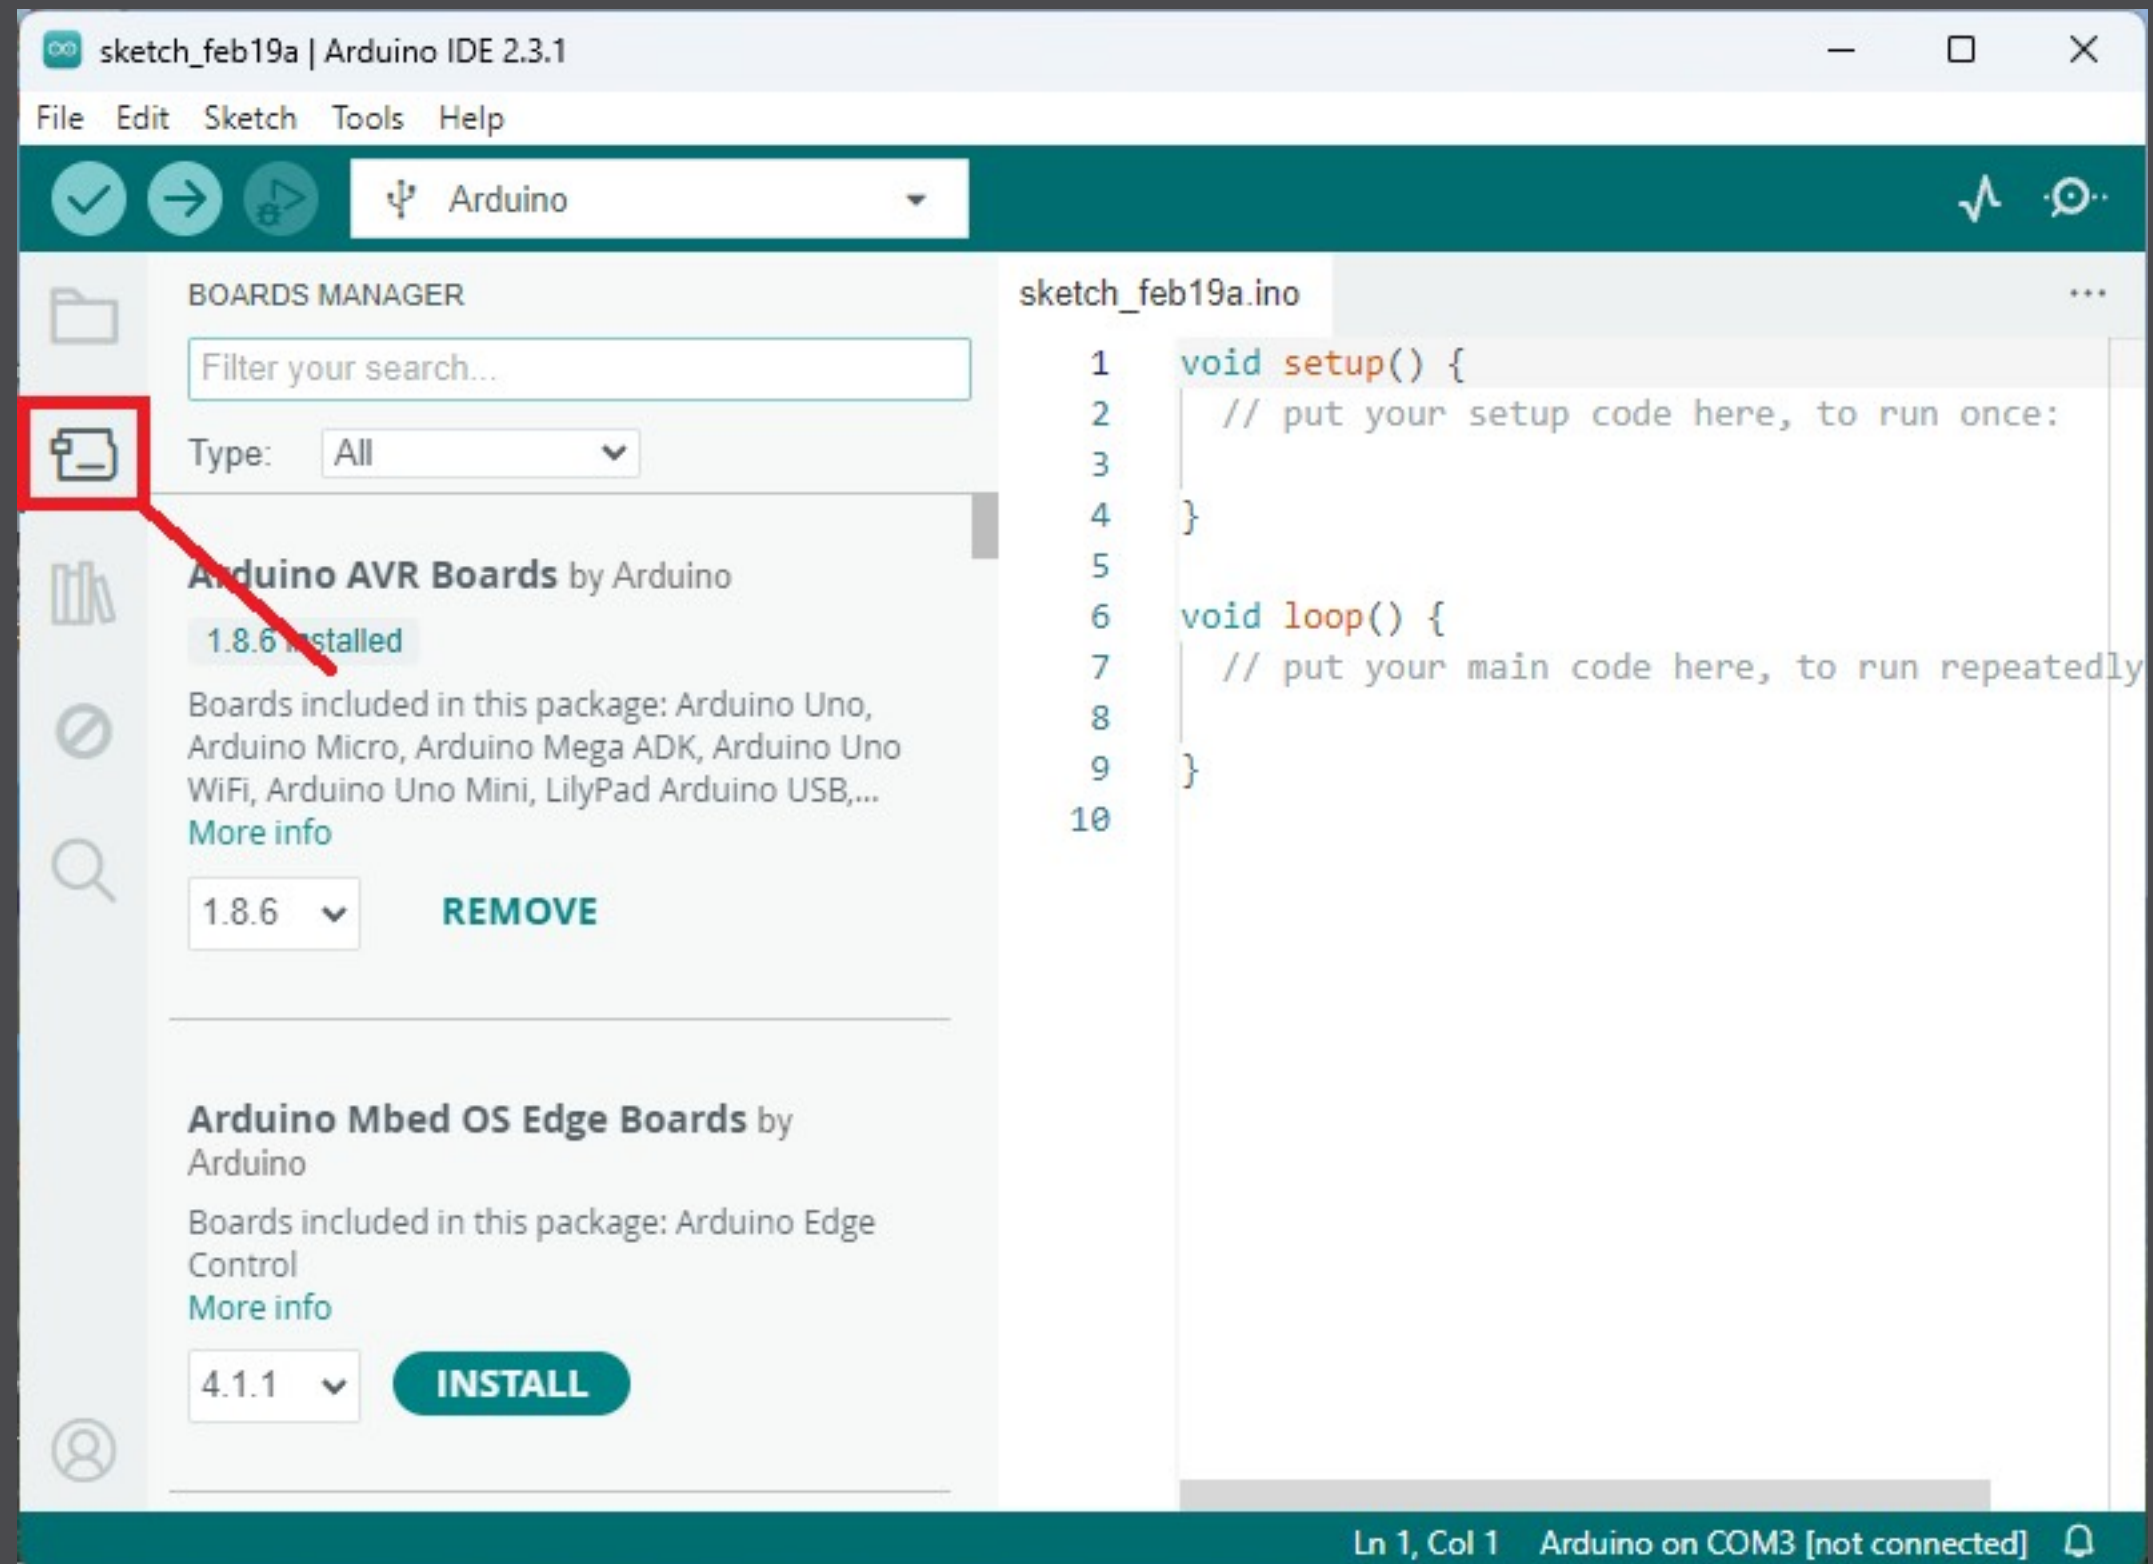 sketch_feb19a | Arduino IDE 2.3.1
File Edit Sketch Tools Help
Arduino
BOARDS MANAGER
Filter your search...
Type: All
Arduino AVR Boards by Arduino
1.8.6 installed
Boards included in this package: Arduino Uno,
Arduino Micro, Arduino Mega ADK, Arduino Uno
WiFi, Arduino Uno Mini, LilyPad Arduino USB,...
More info
1.8.6 REMOVE
Arduino Mbed OS Edge Boards by
Arduino
Boards included in this package: Arduino Edge
Control
More info
4.1.1 INSTALL
sketch_feb19a.ino
1 void setup() {
2 // put your setup code here, to run once:
3
4 }
5
6 void loop() {
7 // put your main code here, to run repeatedly
8
9 }
10
Ln 1, Col 1 Arduino on COM3 [not connected]